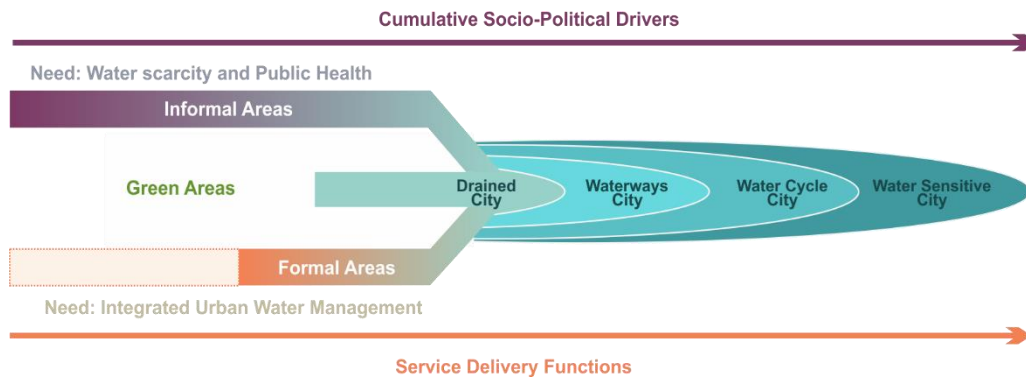 Cumulative Socio-Political Drivers
Need: Water scarcity and Public Health
Informal Areas
Green Areas
Drained
City
Waterways
City
Water Cycle
City
Water Sensitive
City
Formal Areas
Need: Integrated Urban Water Management
Service Delivery Functions